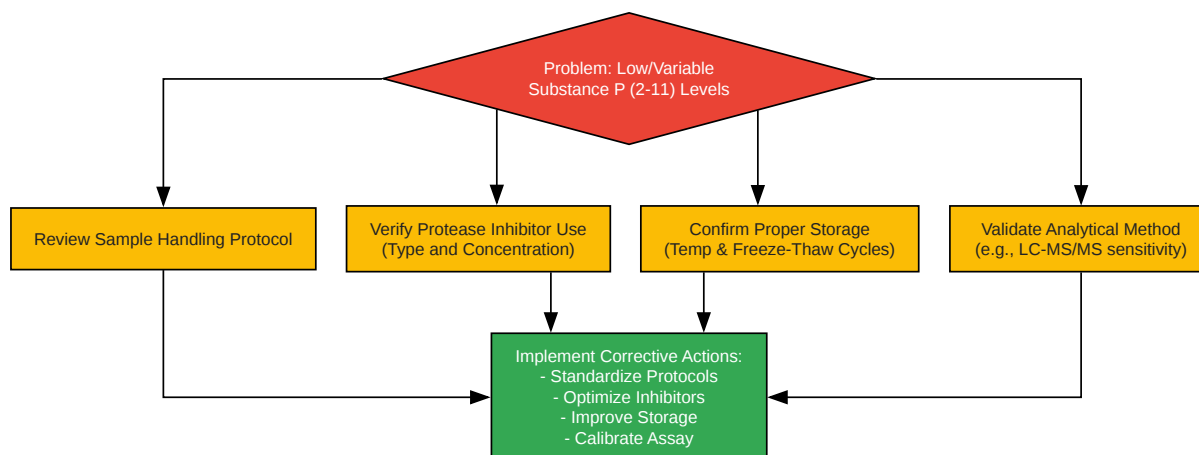 Problem: Low/Variable
Substance P (2-11) Levels
Review Sample Handling Protocol
Verify Protease Inhibitor Use
(Type and Concentration)
Confirm Proper Storage
(Temp & Freeze-Thaw Cycles)
Validate Analytical Method
(e.g., LC-MS/MS sensitivity)
Implement Corrective Actions:
- Standardize Protocols
- Optimize Inhibitors
- Improve Storage
- Calibrate Assay